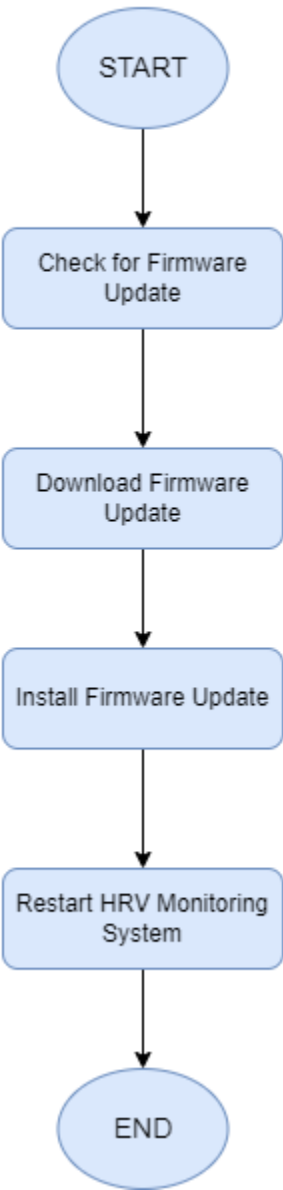 START
Check for Firmware
Update
Download Firmware
Update
Install Firmware Update
Restart HRV Monitoring
System
END